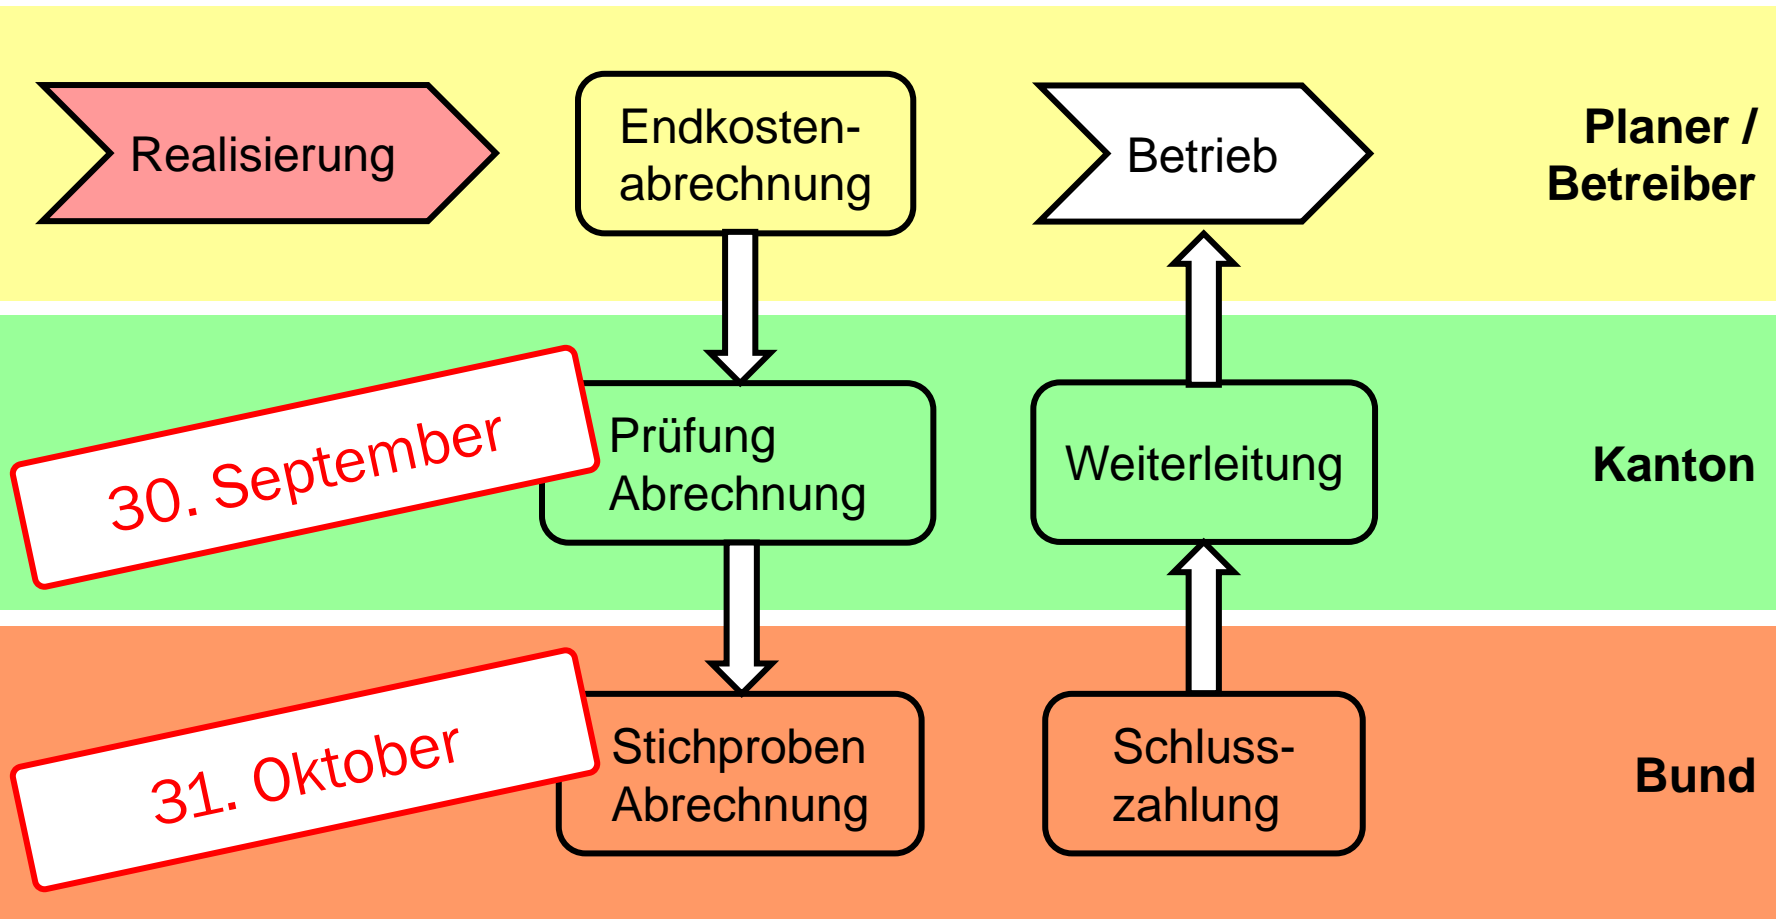 Realisierung
Endkosten-
abrechnung
Betrieb
Planer /
Betreiber
30. September
Prüfung
Abrechnung
Weiterleitung
Kanton
31. Oktober
Stichproben
Abrechnung
Schluss-
zahlung
Bund